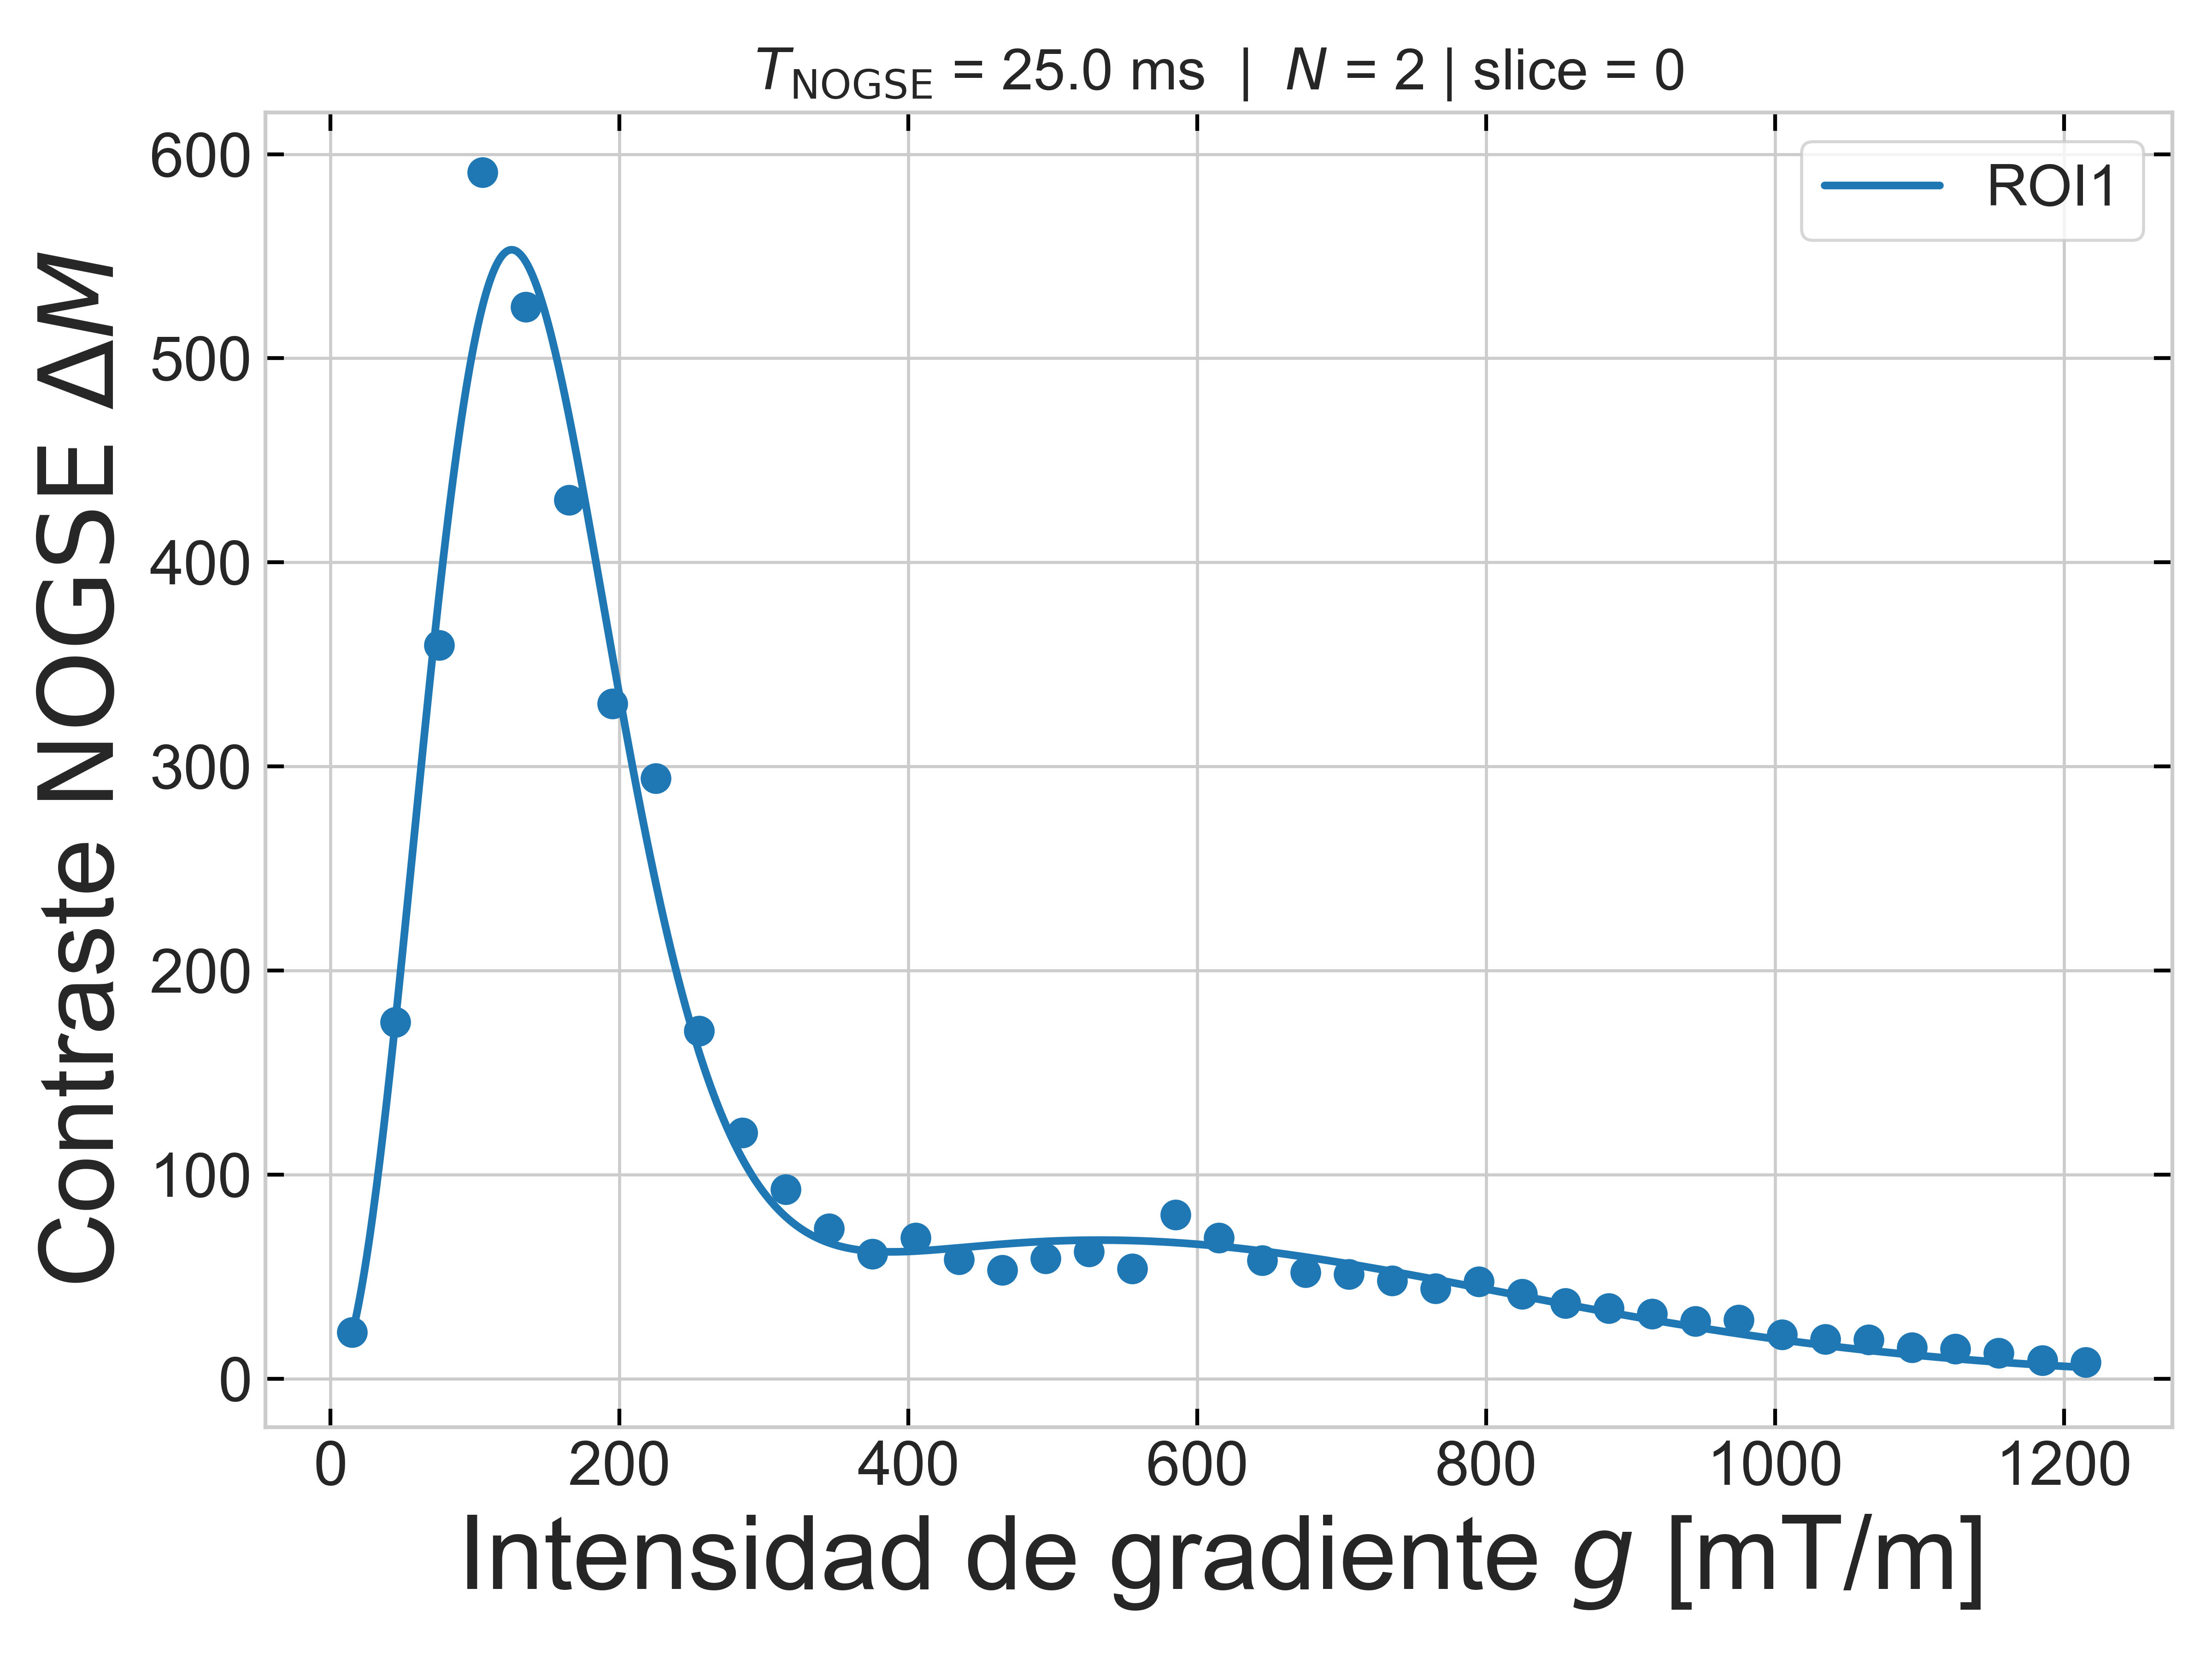 T_NOGSE = 25.0 ms | N = 2 | slice = 0
ROI1
Contraste NOGSE ΔM
600
500
400
300
200
100
0
0 200 400 600 800 1000 1200
Intensidad de gradiente g [mT/m]